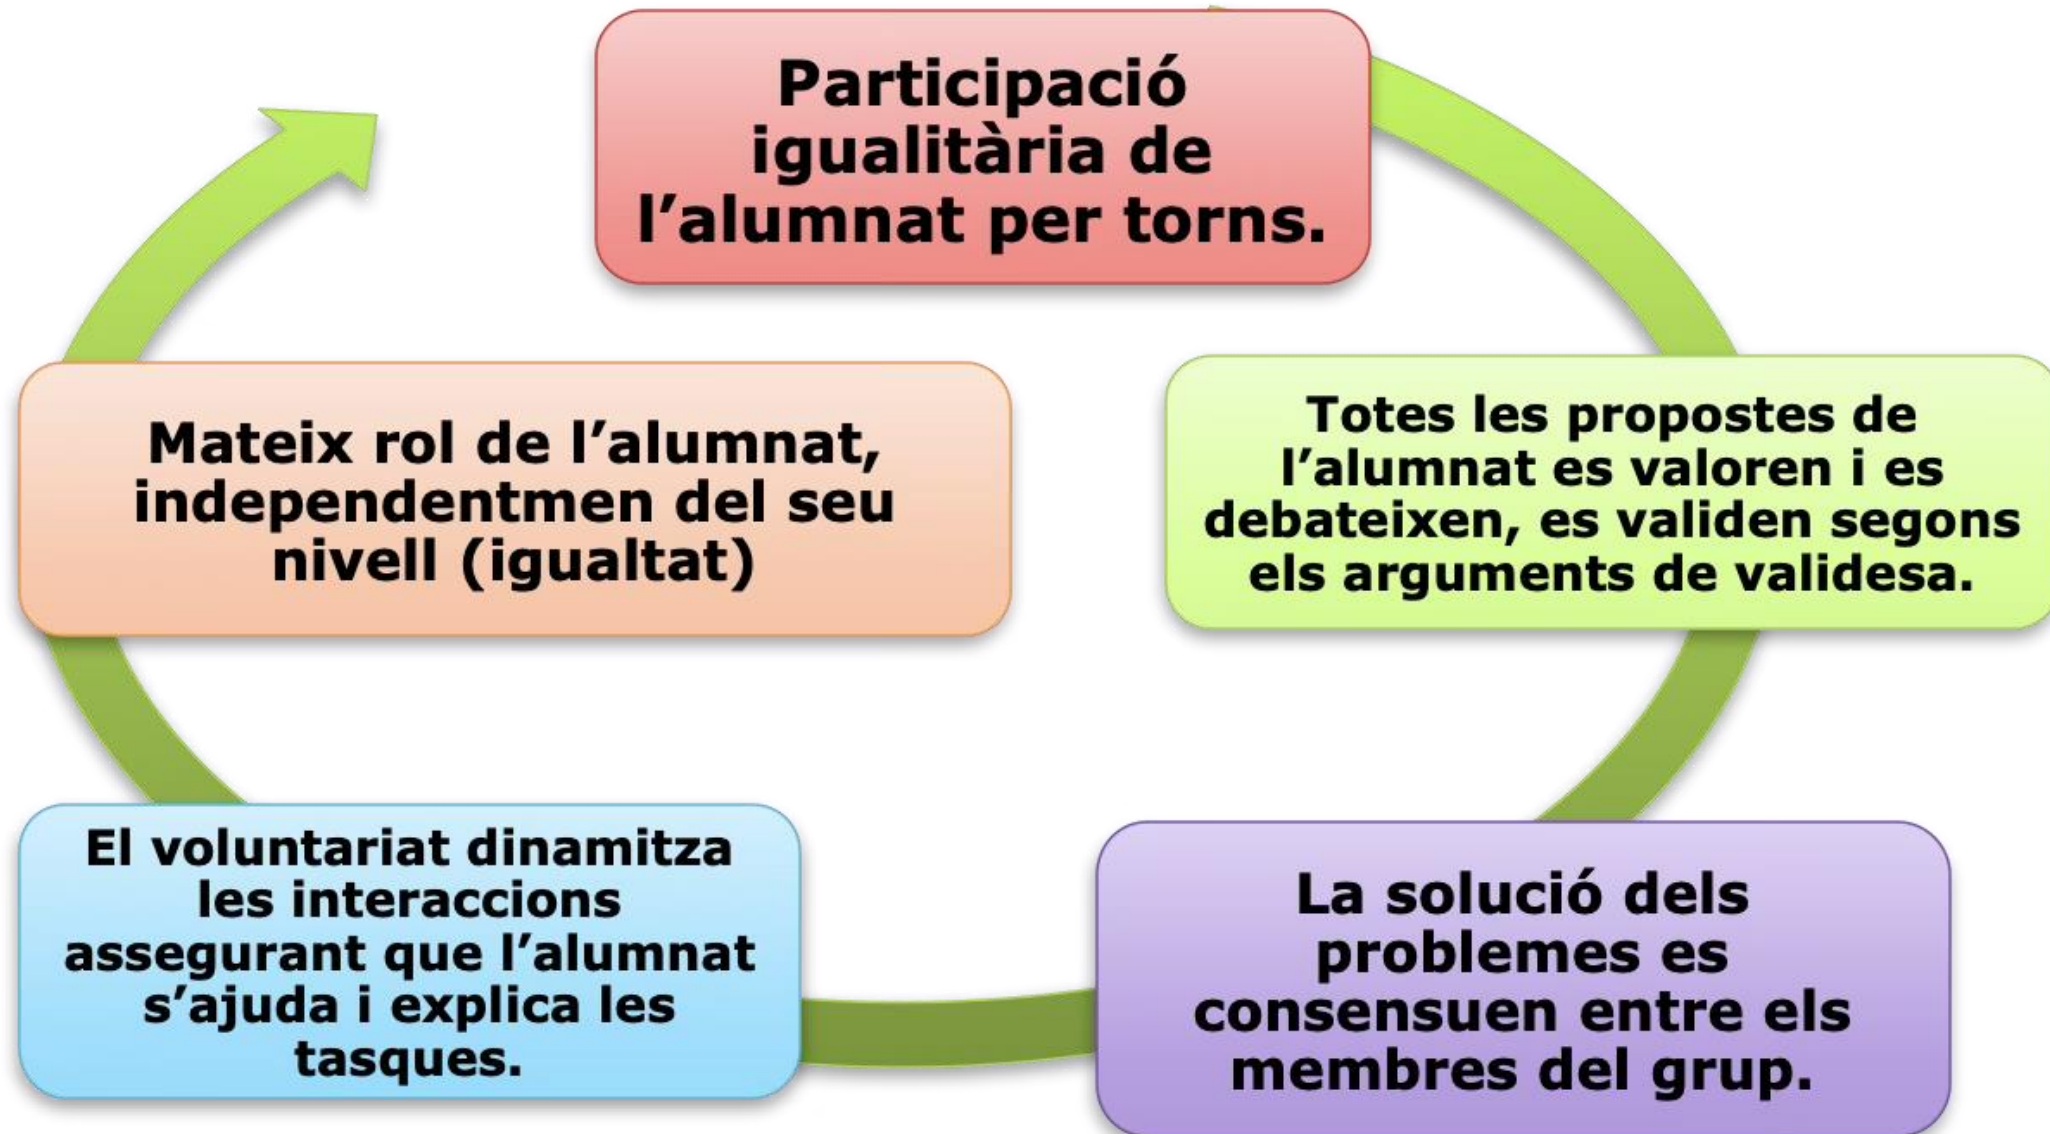 Participació
igualitària de
l’alumnat per torns.
Totes les propostes de
l’alumnat es valoren i es
debateixen, es validen segons
els arguments de validesa.
La solució dels
problemes es
consensuen entre els
membres del grup.
El voluntariat dinamitza
les interaccions
assegurant que l’alumnat
s’ajuda i explica les
tasques.
Mateix rol de l’alumnat,
independentmen del seu
nivell (igualtat)